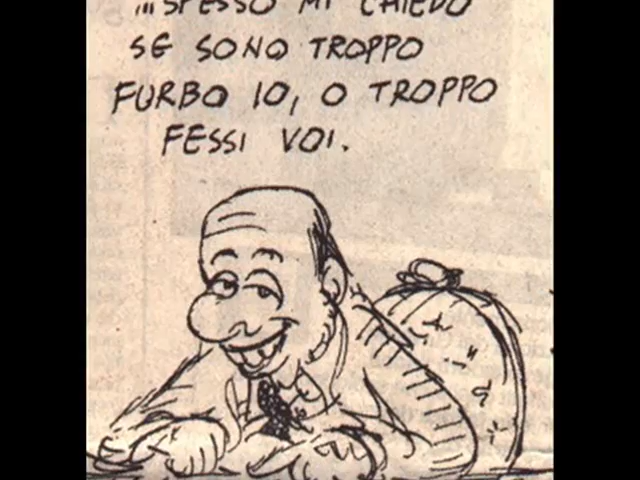 ...SPESSO MI CHIEDO
SE SONO TROPPO
FURBO IO, O TROPPO
FESSI VOI.